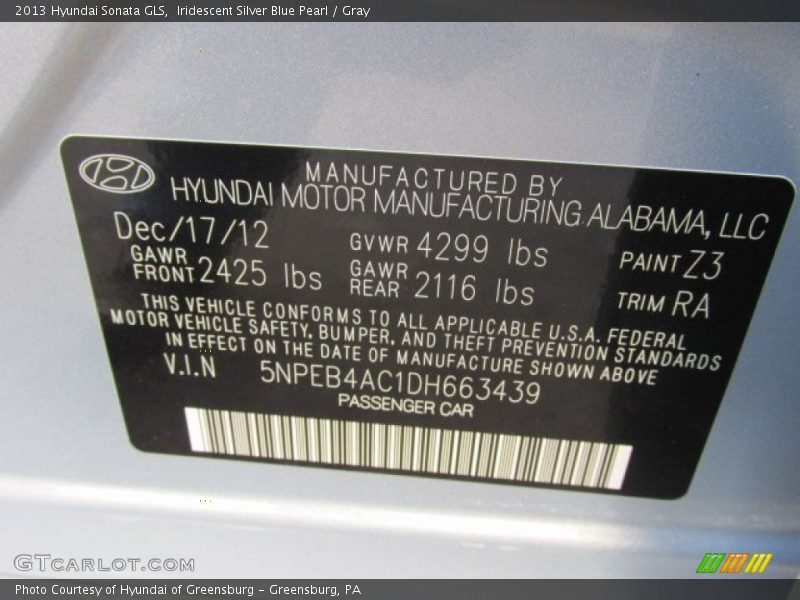 2013 Hyundai Sonata GLS, Iridescent Silver Blue Pearl / Gray
MANUFACTURED BY
HYUNDAI MOTOR MANUFACTURING ALABAMA, LLC
Dec/17/12 GVWR 4299 lbs PAINT Z3
GAWR FRONT 2425 lbs GAWR REAR 2116 lbs TRIM RA
THIS VEHICLE CONFORMS TO ALL APPLICABLE U.S.A. FEDERAL
MOTOR VEHICLE SAFETY, BUMPER, AND THEFT PREVENTION STANDARDS
IN EFFECT ON THE DATE OF MANUFACTURE SHOWN ABOVE
V.I.N 5NPEB4AC1DH663439
PASSENGER CAR
GTCARLOT.COM
Photo Courtesy of Hyundai of Greensburg - Greensburg, PA